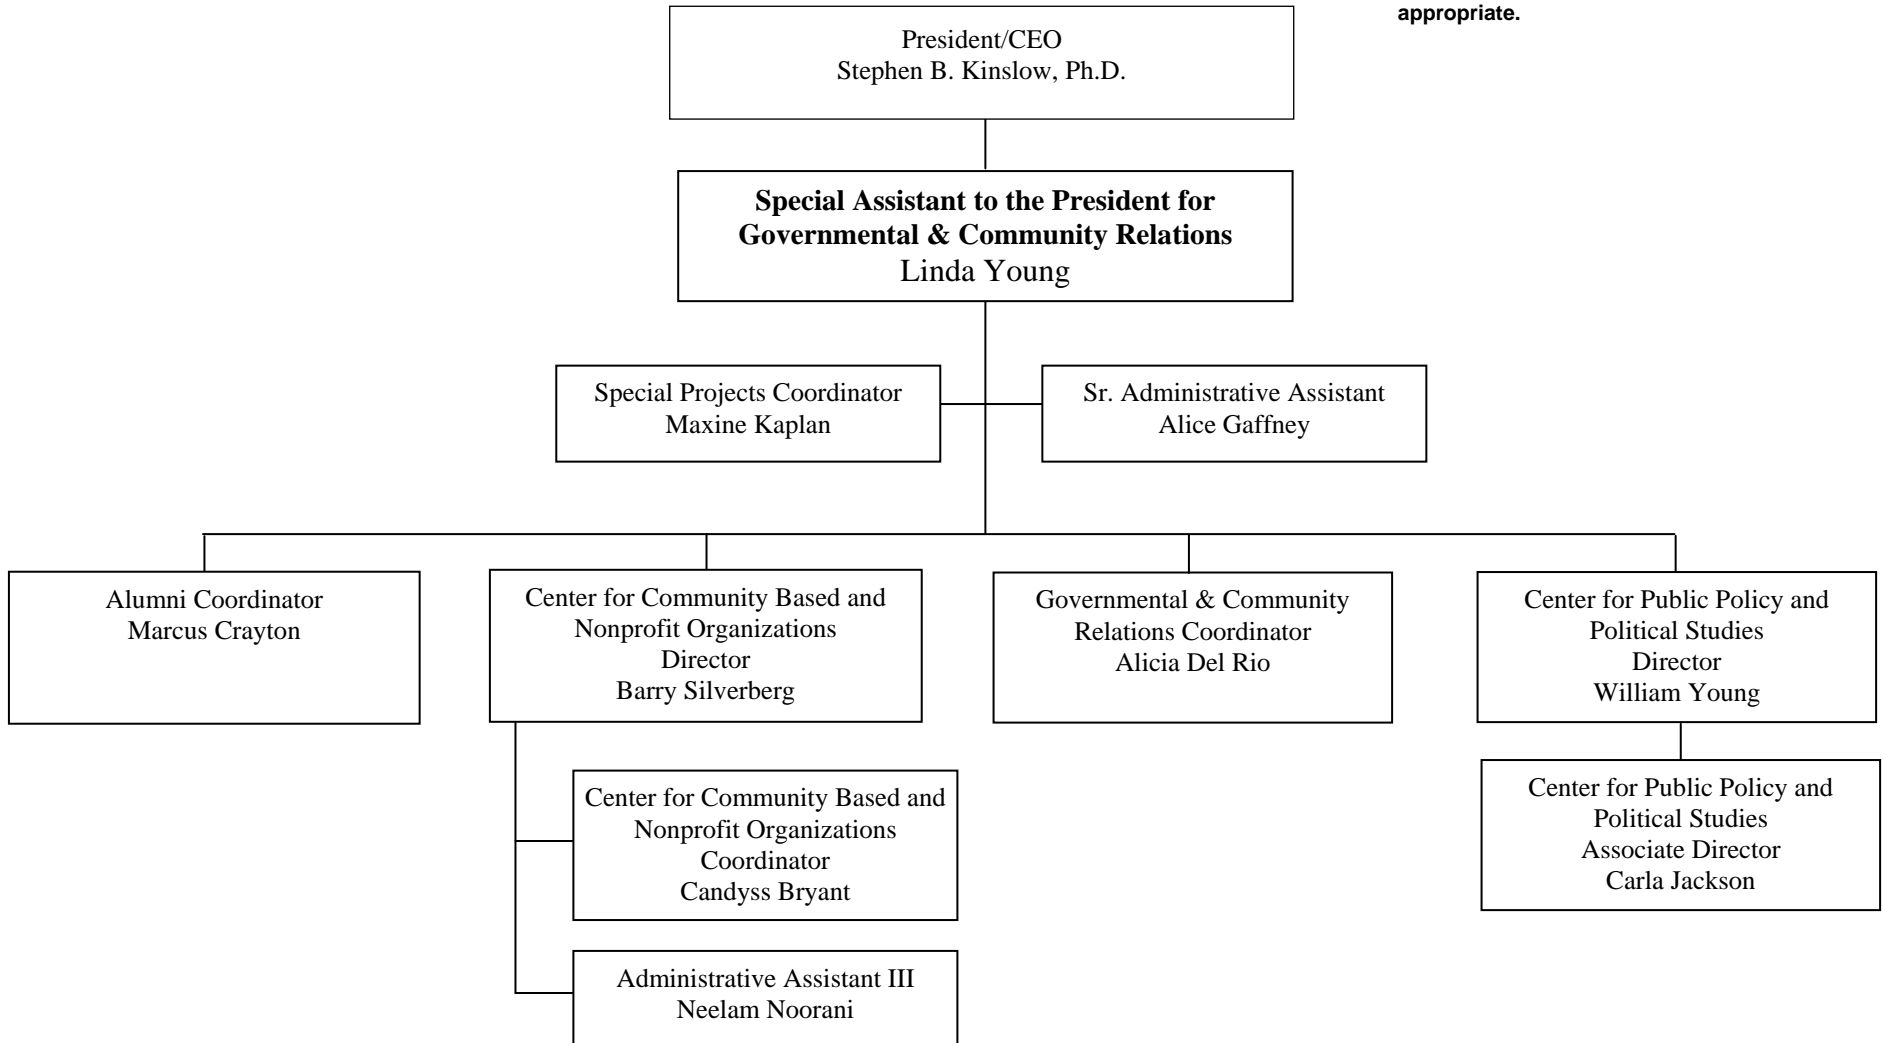 appropriate.
President/CEO
Stephen B. Kinslow, Ph.D.
Special Assistant to the President for
Governmental & Community Relations
Linda Young
Special Projects Coordinator
Maxine Kaplan
Sr. Administrative Assistant
Alice Gaffney
Alumni Coordinator
Marcus Crayton
Center for Community Based and
Nonprofit Organizations
Director
Barry Silverberg
Governmental & Community
Relations Coordinator
Alicia Del Rio
Center for Public Policy and
Political Studies
Director
William Young
Center for Community Based and
Nonprofit Organizations
Coordinator
Candyss Bryant
Administrative Assistant III
Neelam Noorani
Center for Public Policy and
Political Studies
Associate Director
Carla Jackson